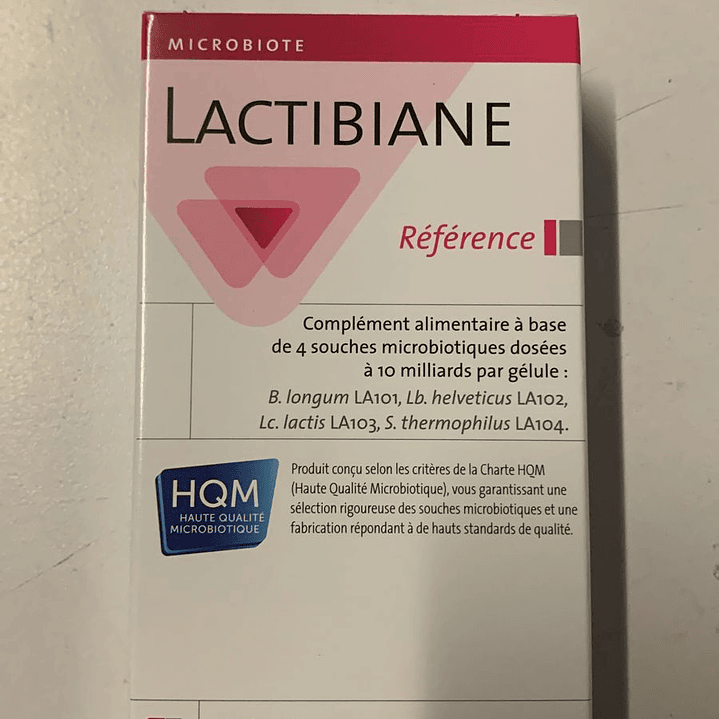 MICROBIOTE
LACTIBIANE
Référence
Complément alimentaire à base
de 4 souches microbiotiques dosées
à 10 milliards par gélule :
B. longum LA101, Lb. helveticus LA102,
Lc. lactis LA103, S. thermophilus LA104.
HQM
HAUTE QUALITÉ
MICROBIOTIQUE
Produit conçu selon les critères de la Charte HQM
(Haute Qualité Microbiotique), vous garantissant une
sélection rigoureuse des souches microbiotiques et une
fabrication répondant à de hauts standards de qualité.